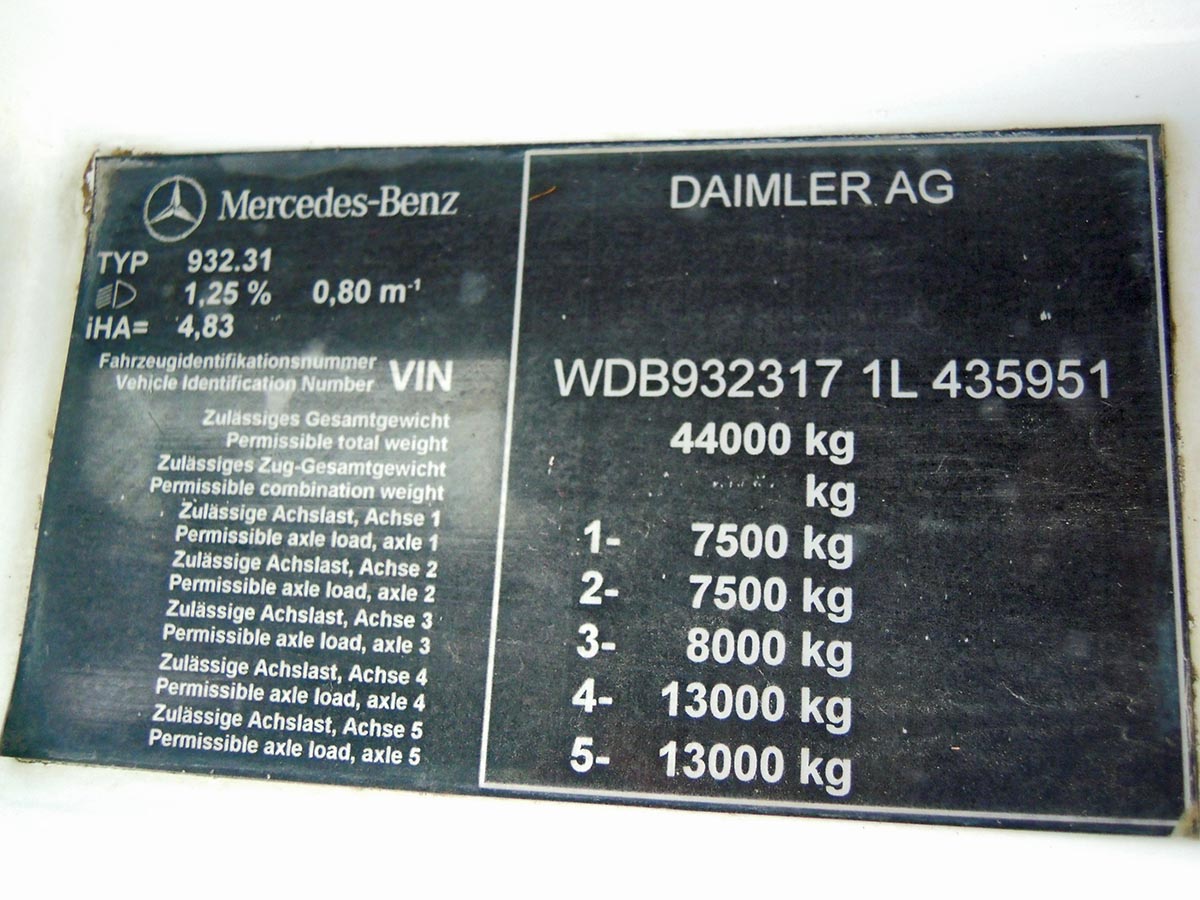 Mercedes-Benz
TYP 932.31
1,25 % 0,80 m⁻¹
iHA= 4,83
DAIMLER AG
Fahrzeugidentifikationsnummer
Vehicle Identification Number VIN WDB932317 1L 435951
Zulässiges Gesamtgewicht
Permissible total weight 44000 kg
Zulässiges Zug-Gesamtgewicht
Permissible combination weight kg
Zulässige Achslast, Achse 1
Permissible axle load, axle 1 1- 7500 kg
Zulässige Achslast, Achse 2
Permissible axle load, axle 2 2- 7500 kg
Zulässige Achslast, Achse 3
Permissible axle load, axle 3 3- 8000 kg
Zulässige Achslast, Achse 4
Permissible axle load, axle 4 4- 13000 kg
Zulässige Achslast, Achse 5
Permissible axle load, axle 5 5- 13000 kg